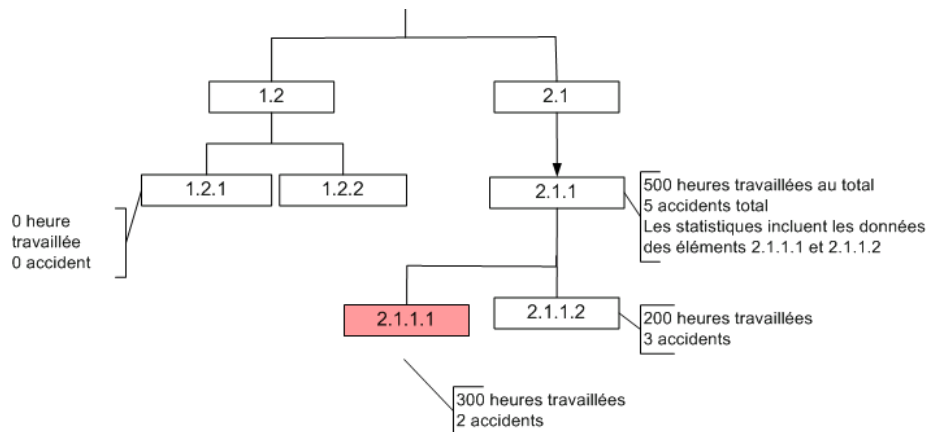 1.2
2.1
1.2.1
1.2.2
2.1.1
500 heures travaillées au total
5 accidents total
Les statistiques incluent les données
des éléments 2.1.1.1 et 2.1.1.2
0 heure
travaillée
0 accident
2.1.1.1
2.1.1.2
200 heures travaillées
3 accidents
300 heures travaillées
2 accidents